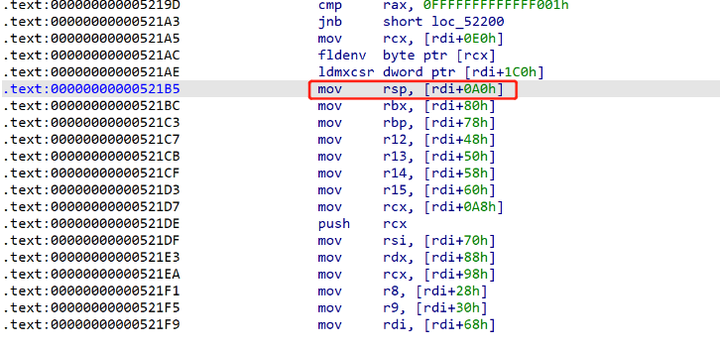 .text:000000000005219D cmp rax, 0FFFFFFFFFFFFF001h
.text:00000000000521A3 jnb short loc_52200
.text:00000000000521A5 mov rcx, [rdi+0E0h]
.text:00000000000521AC fldenv byte ptr [rcx]
.text:00000000000521AE ldmxcsr dword ptr [rdi+1C0h]
.text:00000000000521B5 mov rsp, [rdi+0A0h]
.text:00000000000521BC mov rbx, [rdi+80h]
.text:00000000000521C3 mov rbp, [rdi+78h]
.text:00000000000521C7 mov r12, [rdi+48h]
.text:00000000000521CB mov r13, [rdi+50h]
.text:00000000000521CF mov r14, [rdi+58h]
.text:00000000000521D3 mov r15, [rdi+60h]
.text:00000000000521D7 mov rcx, [rdi+0A8h]
.text:00000000000521DE push rcx
.text:00000000000521DF mov rsi, [rdi+70h]
.text:00000000000521E3 mov rdx, [rdi+88h]
.text:00000000000521EA mov rcx, [rdi+98h]
.text:00000000000521F1 mov r8, [rdi+28h]
.text:00000000000521F5 mov r9, [rdi+30h]
.text:00000000000521F9 mov rdi, [rdi+68h]